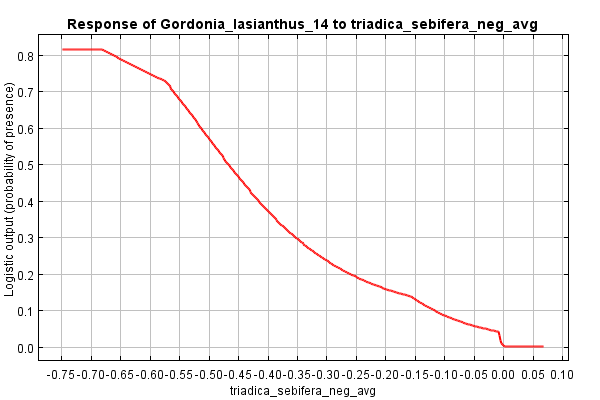 Response of Gordonia_lasianthus_14 to triadica_sebifera_neg_avg
Logistic output (probability of presence)
0.8
0.7
0.6
0.5
0.4
0.3
0.2
0.1
0.0
-0.75 -0.70 -0.65 -0.60 -0.55 -0.50 -0.45 -0.40 -0.35 -0.30 -0.25 -0.20 -0.15 -0.10 -0.05 0.00 0.05 0.10
triadica_sebifera_neg_avg